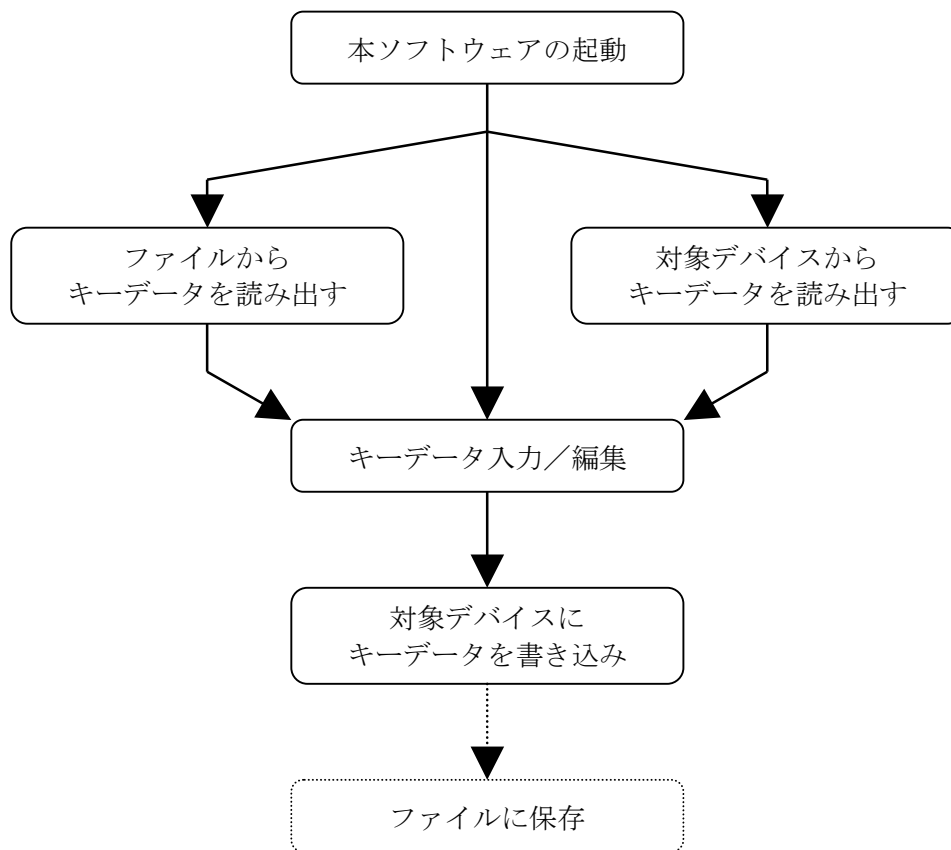 本ソフトウェアの起動
ファイルから
キーデータを読み出す
対象デバイスから
キーデータを読み出す
キーデータ入力／編集
対象デバイスに
キーデータを書き込み
ファイルに保存